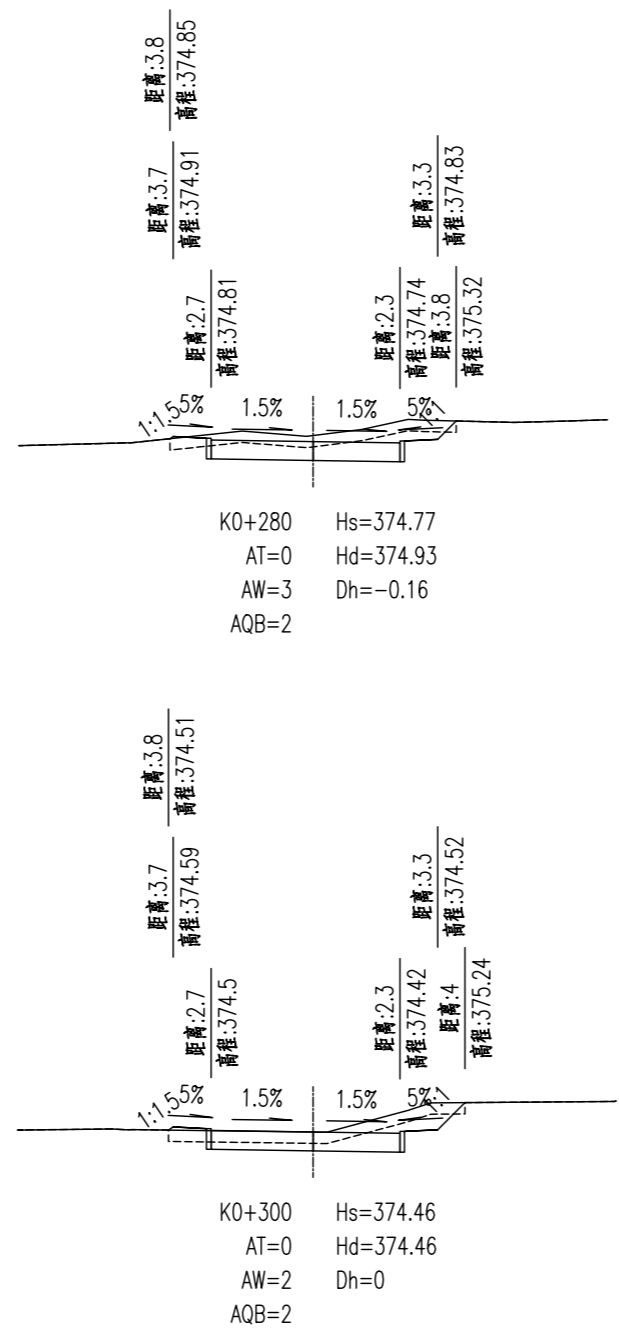 距离:3.8
高程:374.85
距离:3.7
高程:374.91
距离:2.7
高程:374.81
距离:3.3
高程:374.83
距离:2.3
高程:374.74
距离:3.8
高程:375.32
1:1.5
5%
1.5%
1.5%
5%
1:1
K0+280 Hs=374.77
AT=0 Hd=374.93
AW=3 Dh=-0.16
AQB=2
距离:3.8
高程:374.51
距离:3.7
高程:374.59
距离:2.7
高程:374.5
距离:3.3
高程:374.52
距离:2.3
高程:374.42
距离:4
高程:375.24
1:1.5
5%
1.5%
1.5%
5%
1:1
K0+300 Hs=374.46
AT=0 Hd=374.46
AW=2 Dh=0
AQB=2